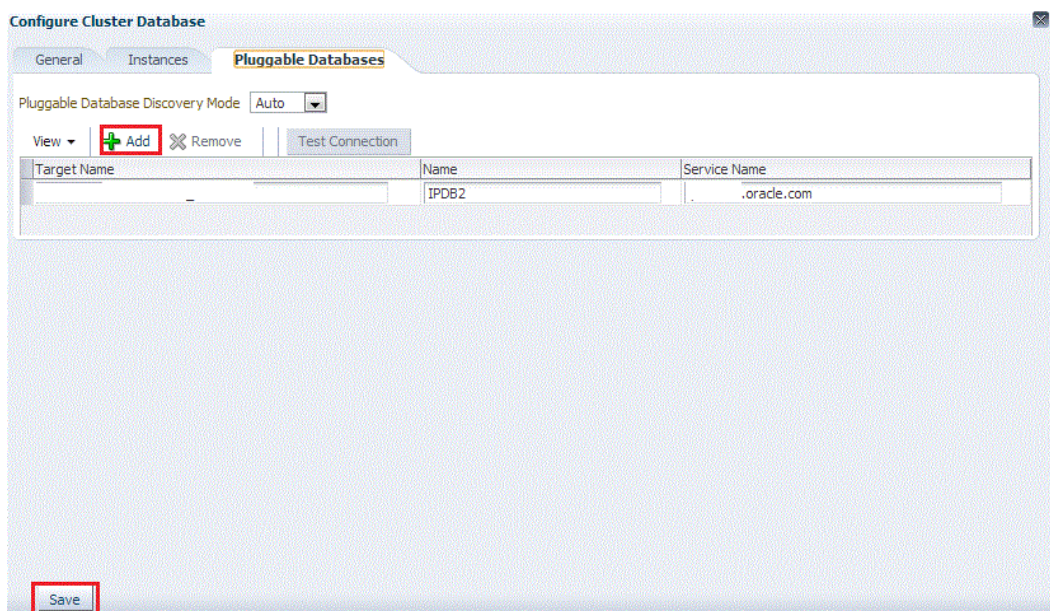 Configure Cluster Database
General Instances Pluggable Databases
Pluggable Database Discovery Mode Auto
View Add Remove Test Connection
Target Name Name Service Name
_ IPDB2 .oracle.com
Save